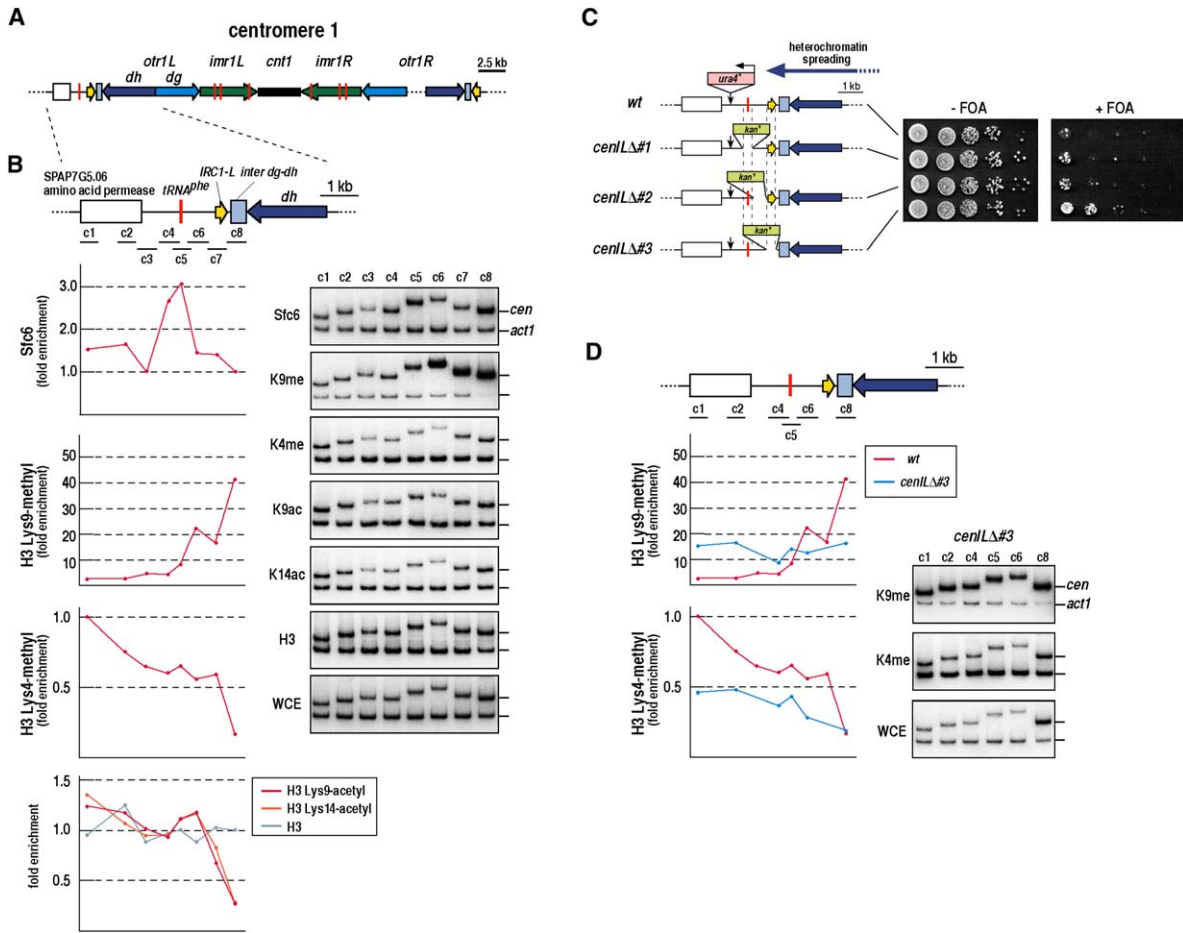 A
centromere 1
otr1L imr1L cnt1 imr1R otr1R
dh dg
2.5 kb
B
SPAP7G5.06
amino acid permease
tRNAphe
IRC1-L inter dg-dh
dh
1 kb
c1 c2 c4 c6 c8
c3 c5 c7
Sfc6
(fold enrichment)
3.0
2.0
1.0
H3 Lys9-methyl
(fold enrichment)
50
40
30
20
10
H3 Lys4-methyl
(fold enrichment)
1.0
0.5
fold enrichment
1.5
1.0
0.5
H3 Lys9-acetyl
H3 Lys14-acetyl
H3
c1 c2 c3 c4 c5 c6 c7 c8
Sfc6
cen
act1
K9me
K4me
K9ac
K14ac
H3
WCE
C
heterochromatin
spreading
ura4+
1 kb
wt
kanr
cenILΔ#1
kanr
cenILΔ#2
kanr
cenILΔ#3
- FOA + FOA
D
1 kb
c1 c2 c4 c6 c8
c5
H3 Lys9-methyl
(fold enrichment)
50
40
30
20
10
wt
cenILΔ#3
H3 Lys4-methyl
(fold enrichment)
1.0
0.5
cenILΔ#3
c1 c2 c4 c5 c6 c8
K9me
cen
act1
K4me
WCE